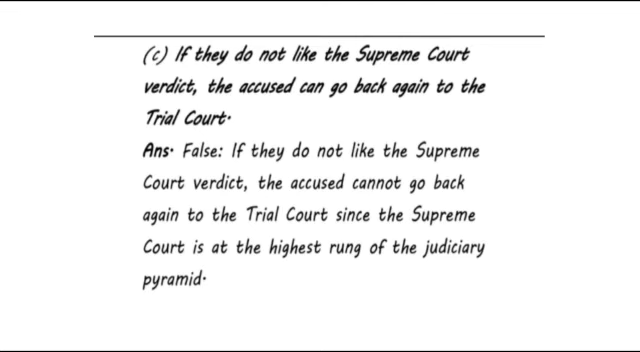 (c) If they do not like the Supreme Court
verdict, the accused can go back again to the
Trial Court.
Ans. False: If they do not like the Supreme
Court verdict, the accused cannot go back
again to the Trial Court since the Supreme
Court is at the highest rung of the judiciary
pyramid.